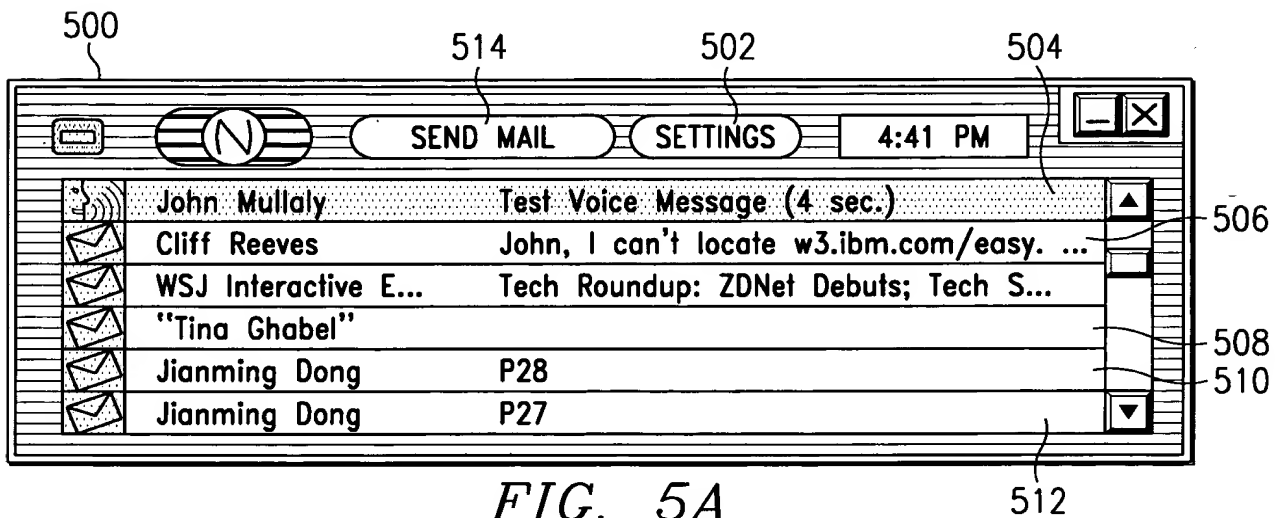 500
514
502
504
N
SEND MAIL
SETTINGS
4:41 PM
John Mullaly Test Voice Message (4 sec.)
506
Cliff Reeves John, I can't locate w3.ibm.com/easy. ...
WSJ Interactive E... Tech Roundup: ZDNet Debuts; Tech S...
"Tina Ghabel"
508
Jianming Dong P28
510
Jianming Dong P27
512
FIG. 5A